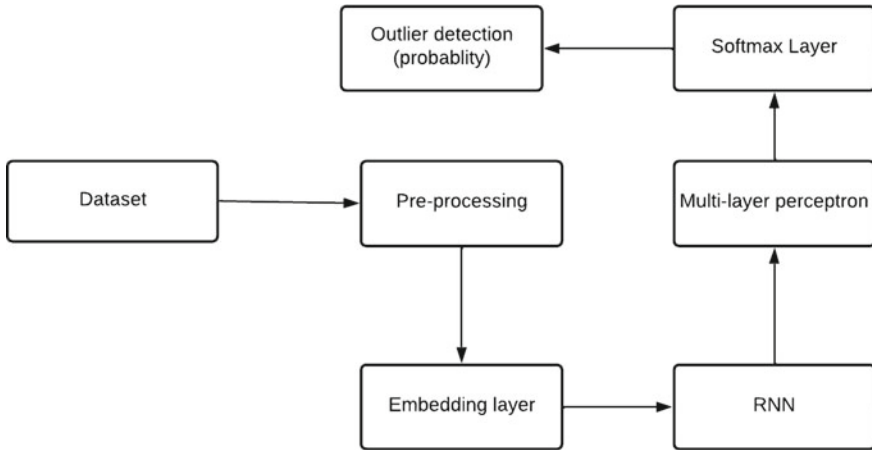 Outlier detection
(probablity)
Softmax Layer
Dataset
Pre-processing
Multi-layer perceptron
Embedding layer
RNN